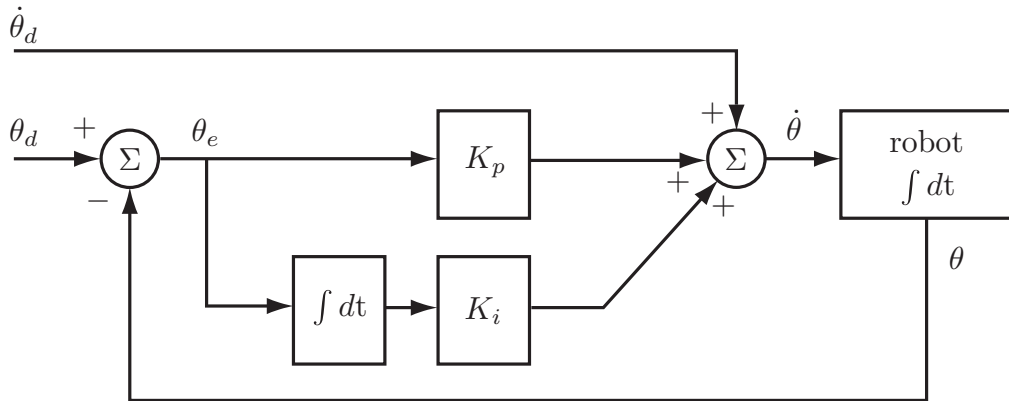 θ̇_d
θ_d + Σ − θ_e
K_p
∫ dt
K_i
+ + + Σ θ̇
robot
∫ dt
θ